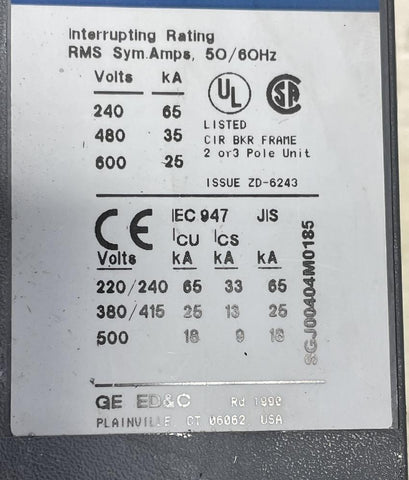 Interrupting Rating
RMS Sym.Amps, 50/60Hz
Volts kA
240 65
480 35
600 25
UL
SA
LISTED
CIR BKR FRAME
2 or3 Pole Unit
ISSUE ZD-6243
CE IEC 947 JIS
ICU ICS
Volts kA kA kA
220/240 65 33 65
380/415 25 13 25
500 18 9 18
SGJ00404M0185
GE ED&C Rd 1990
PLAINVILLE CT 06062 USA